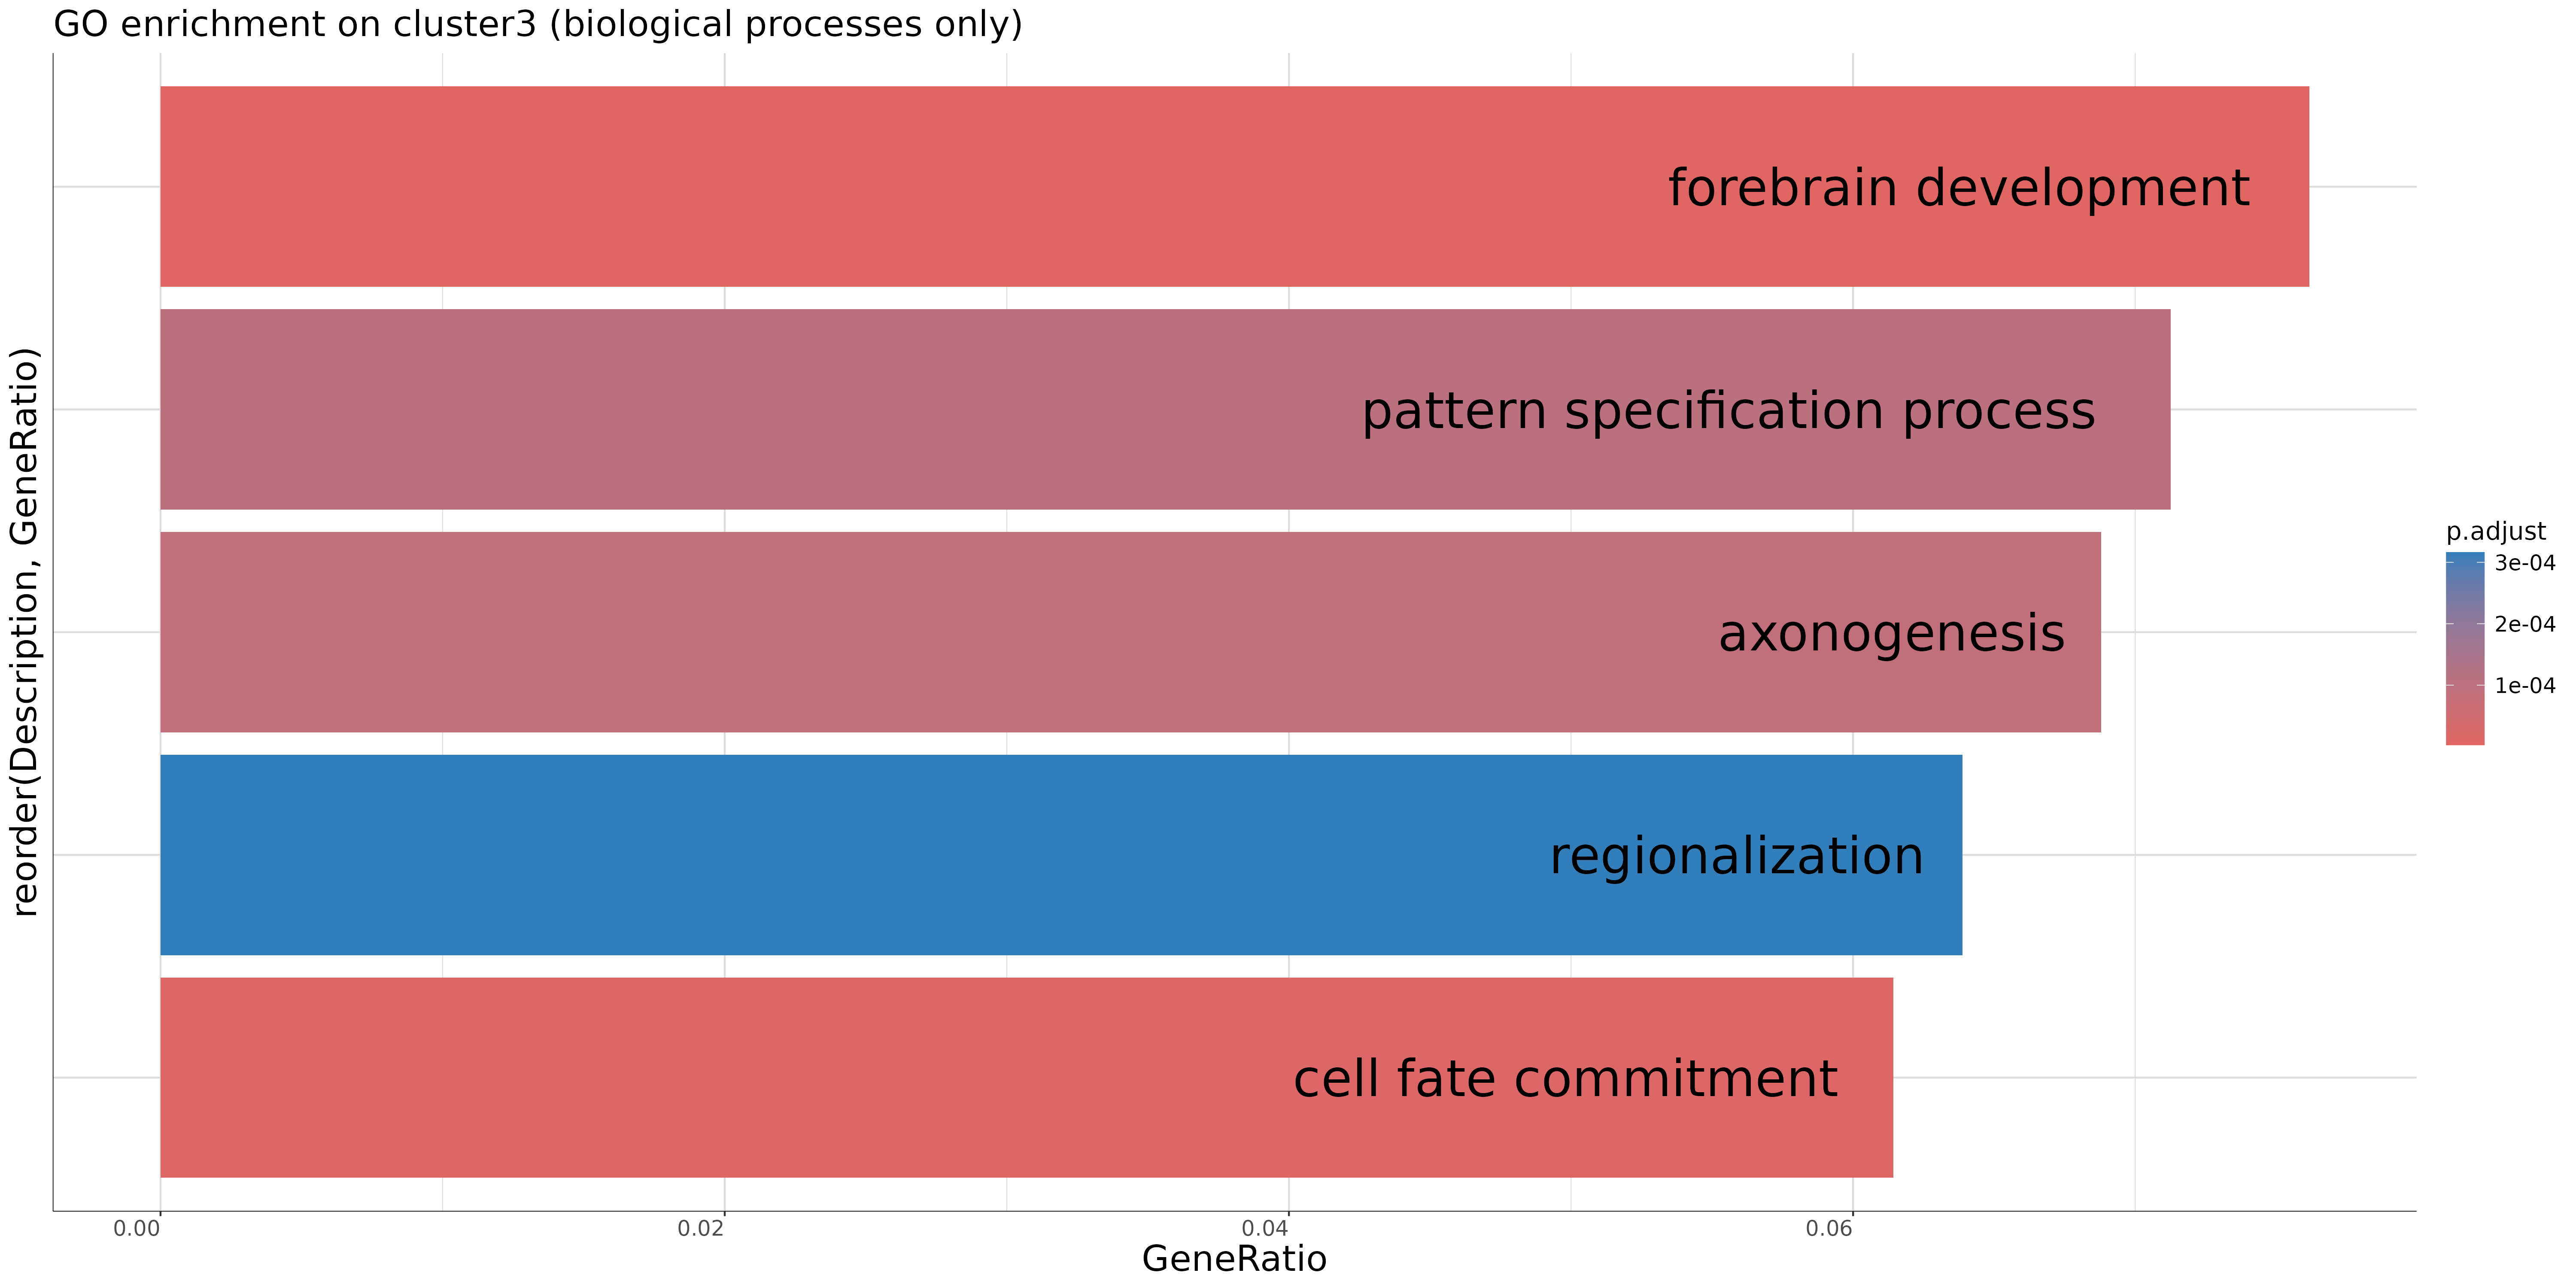 GO enrichment on cluster3 (biological processes only)
reorder(Description, GeneRatio)
forebrain development
pattern specification process
axonogenesis
regionalization
cell fate commitment
0.00 0.02 0.04 0.06
GeneRatio
p.adjust
3e-04
2e-04
1e-04